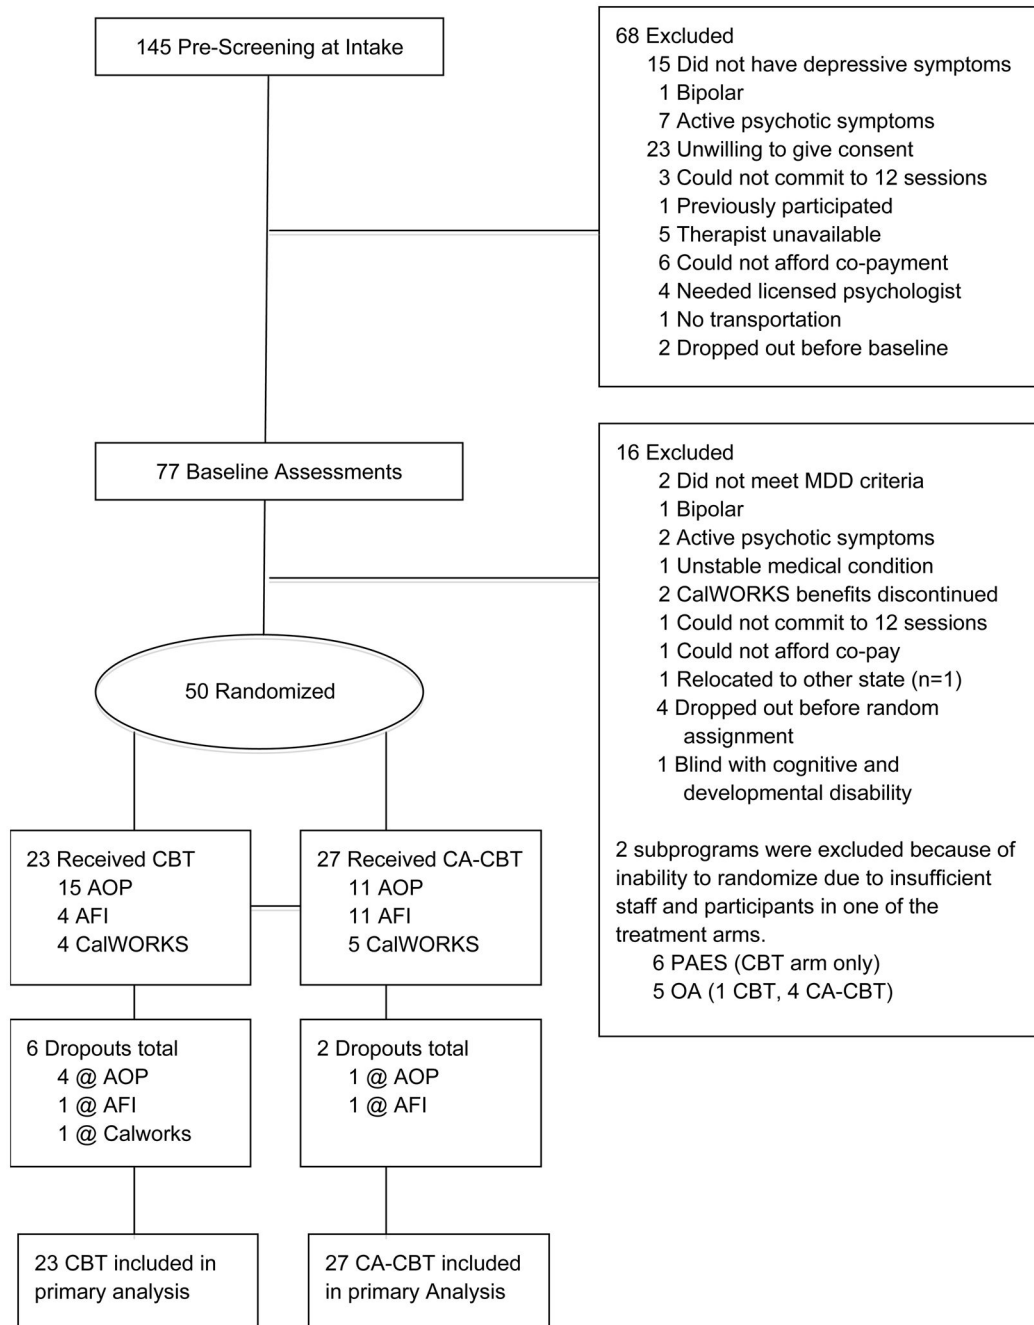 145 Pre-Screening at Intake
68 Excluded
15 Did not have depressive symptoms
1 Bipolar
7 Active psychotic symptoms
23 Unwilling to give consent
3 Could not commit to 12 sessions
1 Previously participated
5 Therapist unavailable
6 Could not afford co-payment
4 Needed licensed psychologist
1 No transportation
2 Dropped out before baseline
77 Baseline Assessments
16 Excluded
2 Did not meet MDD criteria
1 Bipolar
2 Active psychotic symptoms
1 Unstable medical condition
2 CalWORKS benefits discontinued
1 Could not commit to 12 sessions
1 Could not afford co-pay
1 Relocated to other state (n=1)
4 Dropped out before random
assignment
1 Blind with cognitive and
developmental disability
2 subprograms were excluded because of
inability to randomize due to insufficient
staff and participants in one of the
treatment arms.
6 PAES (CBT arm only)
5 OA (1 CBT, 4 CA-CBT)
50 Randomized
23 Received CBT
15 AOP
4 AFI
4 CalWORKS
27 Received CA-CBT
11 AOP
11 AFI
5 CalWORKS
6 Dropouts total
4 @ AOP
1 @ AFI
1 @ Calworks
2 Dropouts total
1 @ AOP
1 @ AFI
23 CBT included in
primary analysis
27 CA-CBT included
in primary Analysis